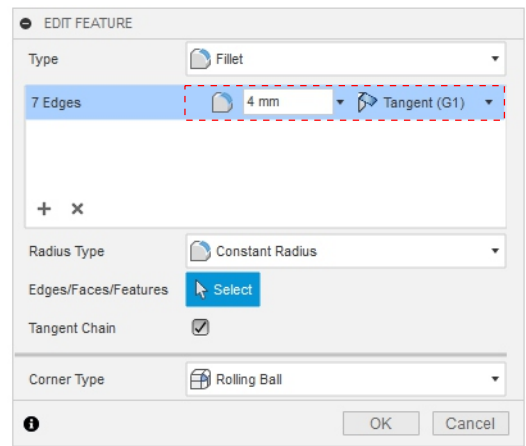 EDIT FEATURE
Type Fillet
7 Edges 4 mm Tangent (G1)
Radius Type Constant Radius
Edges/Faces/Features Select
Tangent Chain
Corner Type Rolling Ball
OK Cancel